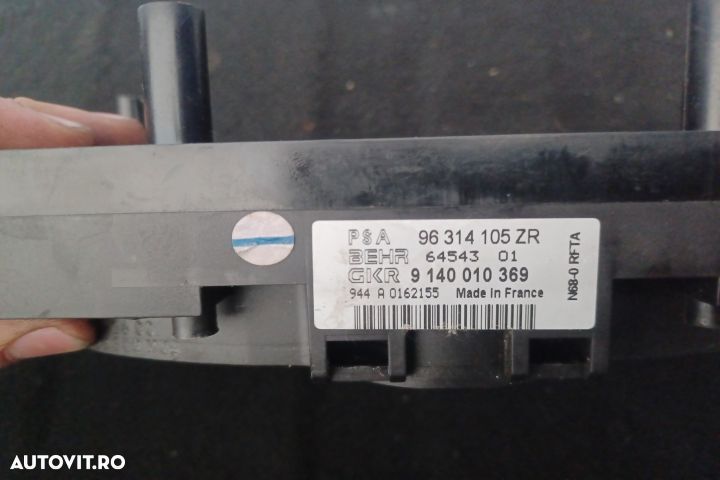 PSA 96 314 105 ZR
BEHR 64543 01
GKR 9 140 010 369
944 A 0162155 Made In France
N68-0 RFTA
AUTOVIT.RO